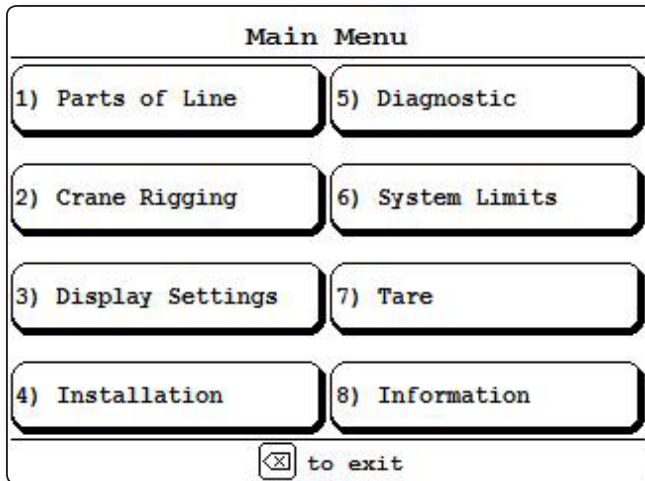 Main Menu
1) Parts of Line
5) Diagnostic
2) Crane Rigging
6) System Limits
3) Display Settings
7) Tare
4) Installation
8) Information
to exit